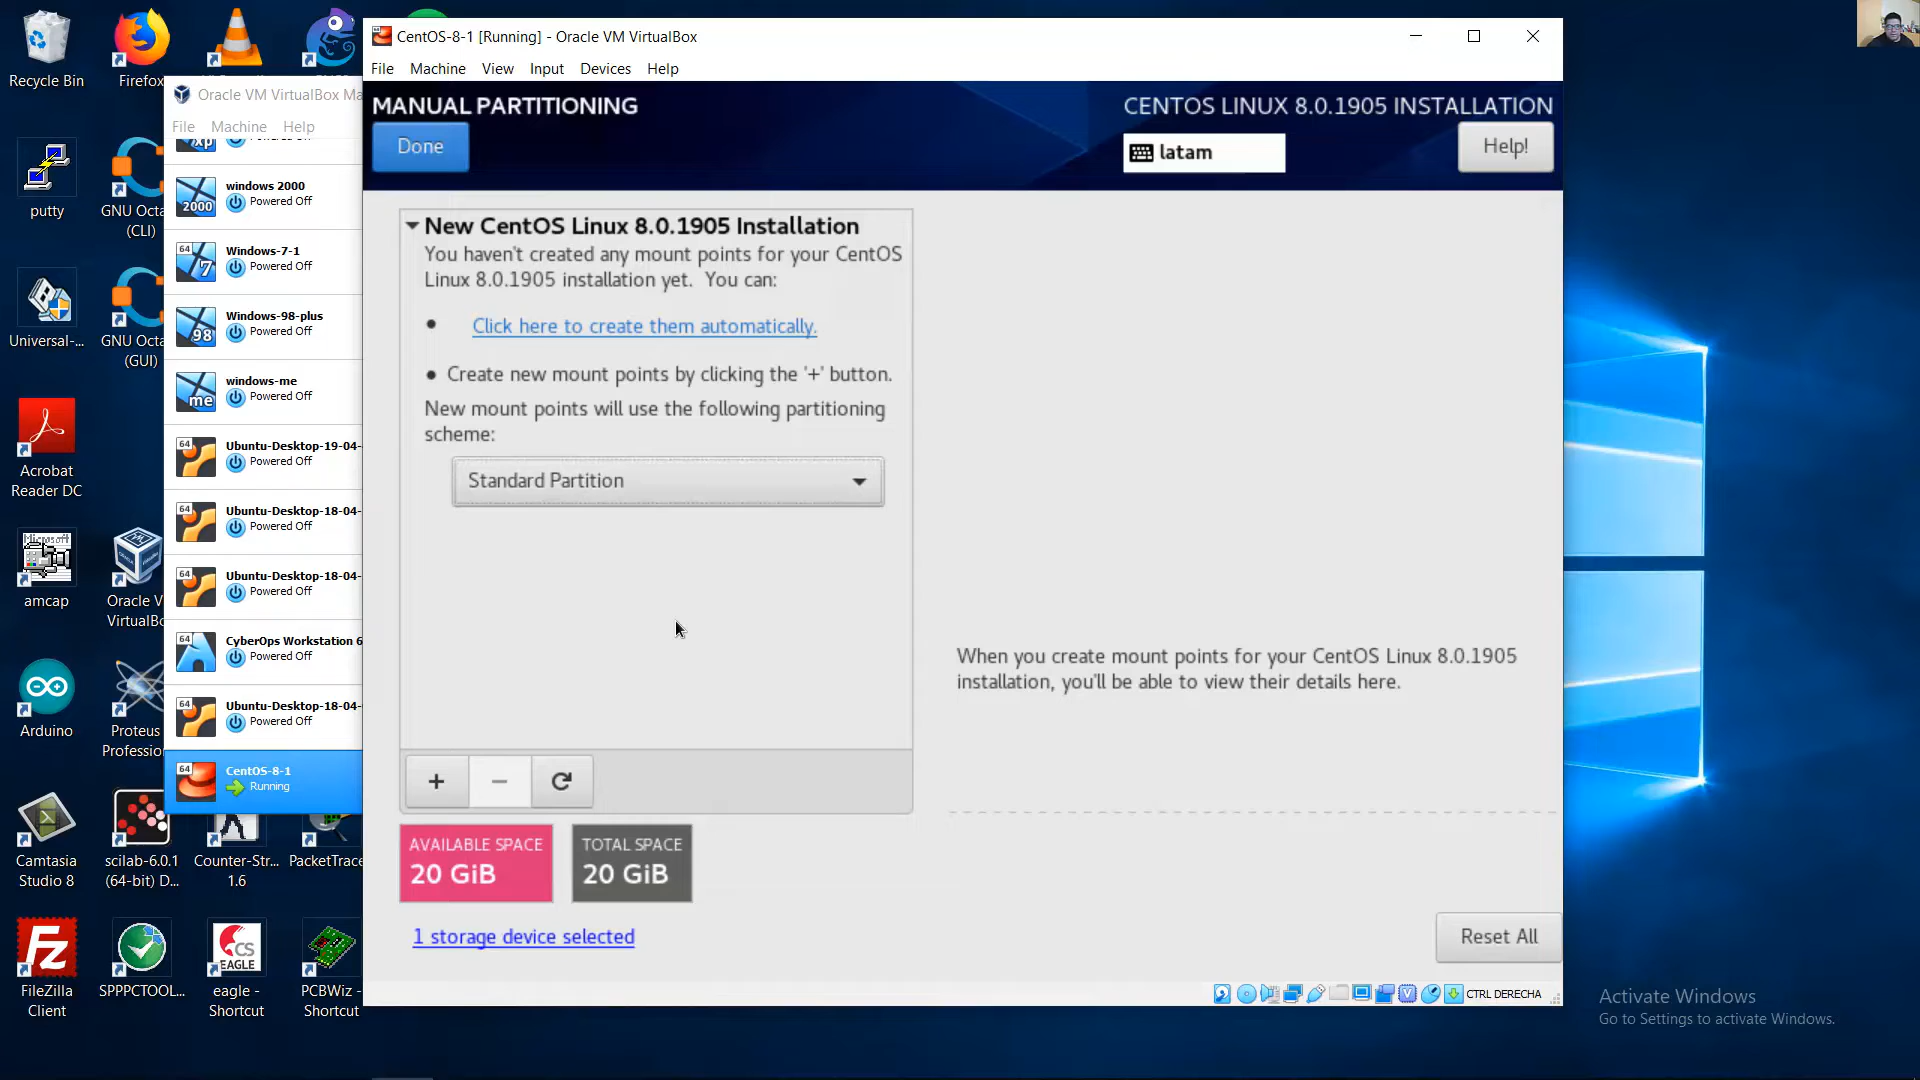 Recycle Bin
Firefox
putty
GNU Octa
(CLI)
Universal-...
GNU Octa
(GUI)
Acrobat
Reader DC
amcap
Oracle V
VirtualBo
Arduino
Proteus
Professio
Camtasia
Studio 8
scilab-6.0.1
(64-bit) D...
Counter-Str...
1.6
PacketTrace
FileZilla
Client
SPPPCTOOL...
eagle -
Shortcut
PCBWiz -
Shortcut
Oracle VM VirtualBox Ma
File Machine Help
windows 2000
Powered Off
Windows-7-1
Powered Off
Windows-98-plus
Powered Off
windows-me
Powered Off
Ubuntu-Desktop-19-04-
Powered Off
Ubuntu-Desktop-18-04-
Powered Off
Ubuntu-Desktop-18-04-
Powered Off
CyberOps Workstation 6
Powered Off
Ubuntu-Desktop-18-04-
Powered Off
CentOS-8-1
Running
CentOS-8-1 [Running] - Oracle VM VirtualBox
File Machine View Input Devices Help
MANUAL PARTITIONING
CENTOS LINUX 8.0.1905 INSTALLATION
Done
latam
Help!
New CentOS Linux 8.0.1905 Installation
You haven't created any mount points for your CentOS
Linux 8.0.1905 installation yet. You can:
• Click here to create them automatically.
• Create new mount points by clicking the '+' button.
New mount points will use the following partitioning
scheme:
Standard Partition
When you create mount points for your CentOS Linux 8.0.1905
installation, you'll be able to view their details here.
+ −
AVAILABLE SPACE
20 GiB
TOTAL SPACE
20 GiB
1 storage device selected
Reset All
CTRL DERECHA
Activate Windows
Go to Settings to activate Windows.